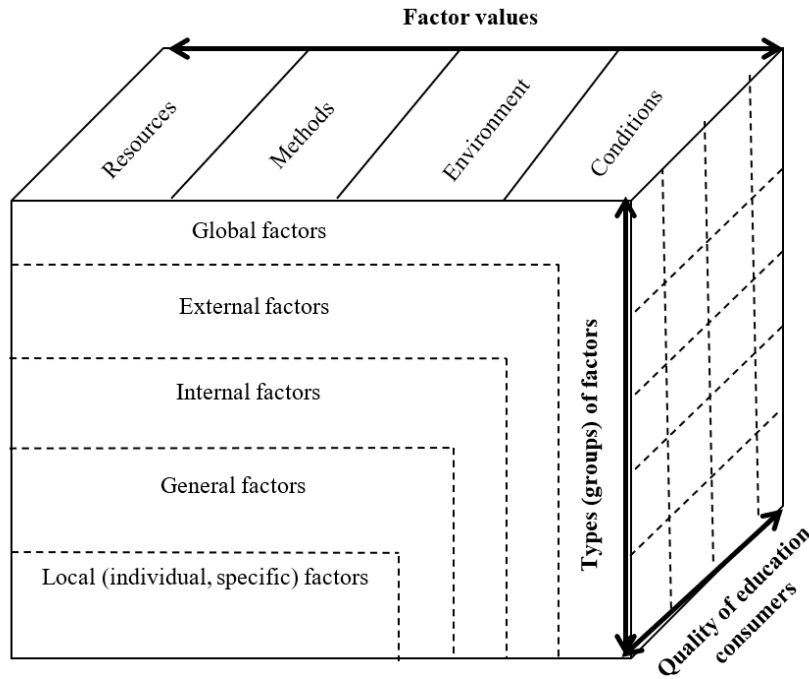 Factor values
Resources
Methods
Environment
Conditions
Global factors
External factors
Internal factors
General factors
Local (individual, specific) factors
Types (groups) of factors
Quality of education
consumers